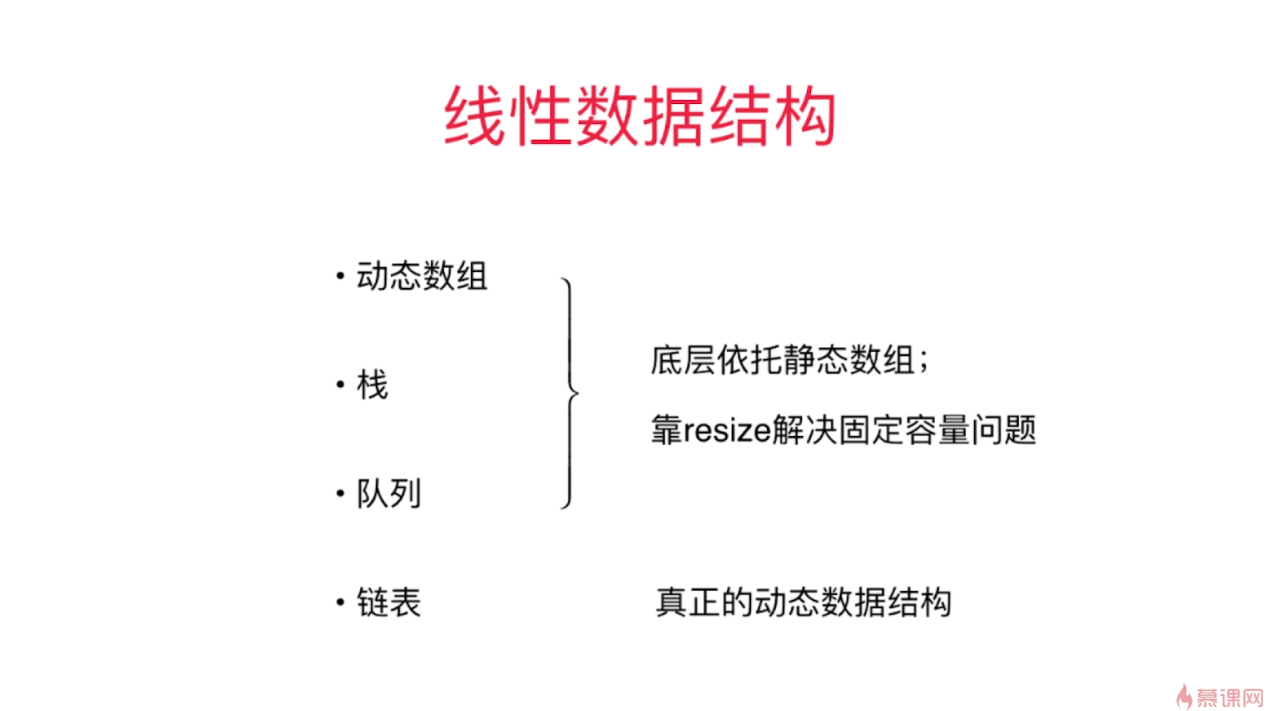 线性数据结构
• 动态数组
• 栈
• 队列
底层依托静态数组；
靠resize解决固定容量问题
• 链表
真正的动态数据结构
慕课网